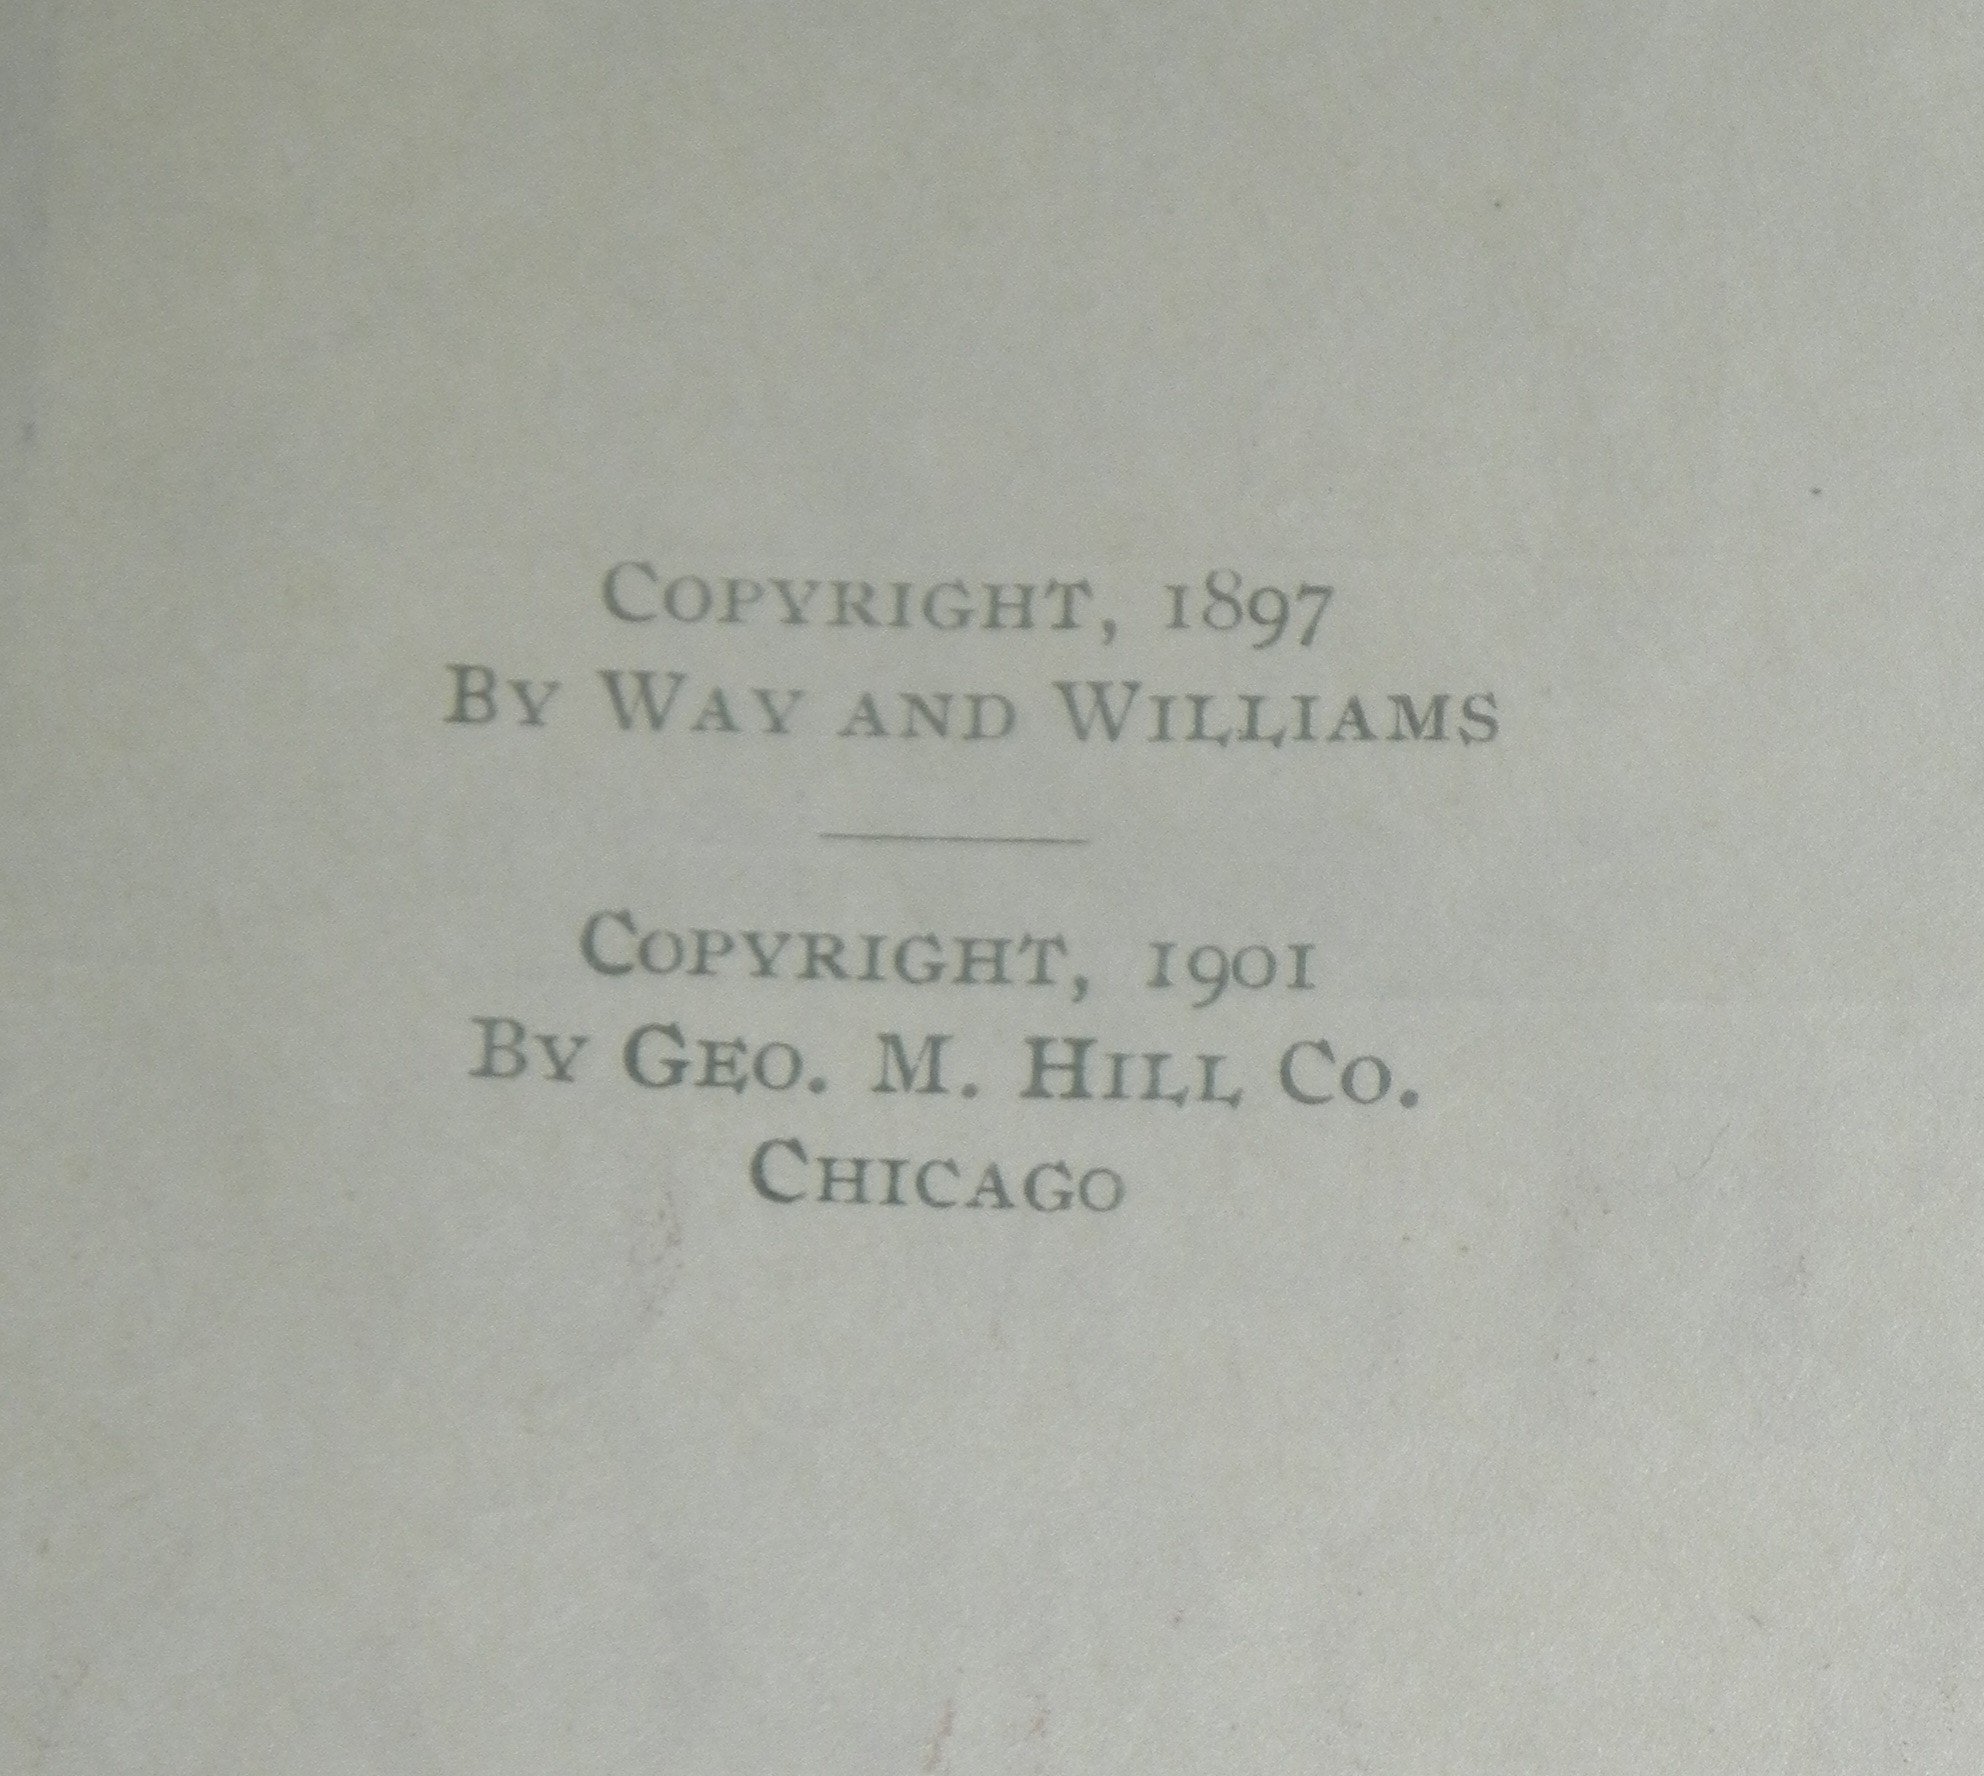 Copyright, 1897
By Way and Williams
Copyright, 1901
By Geo. M. Hill Co.
Chicago